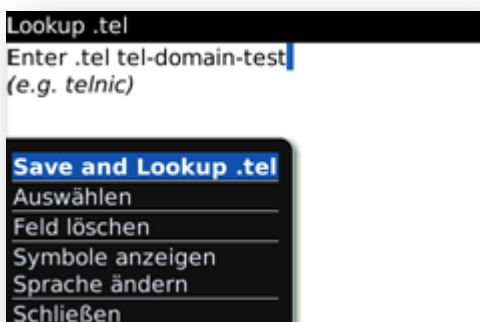 Lookup .tel
Enter .tel tel-domain-test
(e.g. telnic)
Save and Lookup .tel
Auswählen
Feld löschen
Symbole anzeigen
Sprache ändern
Schließen